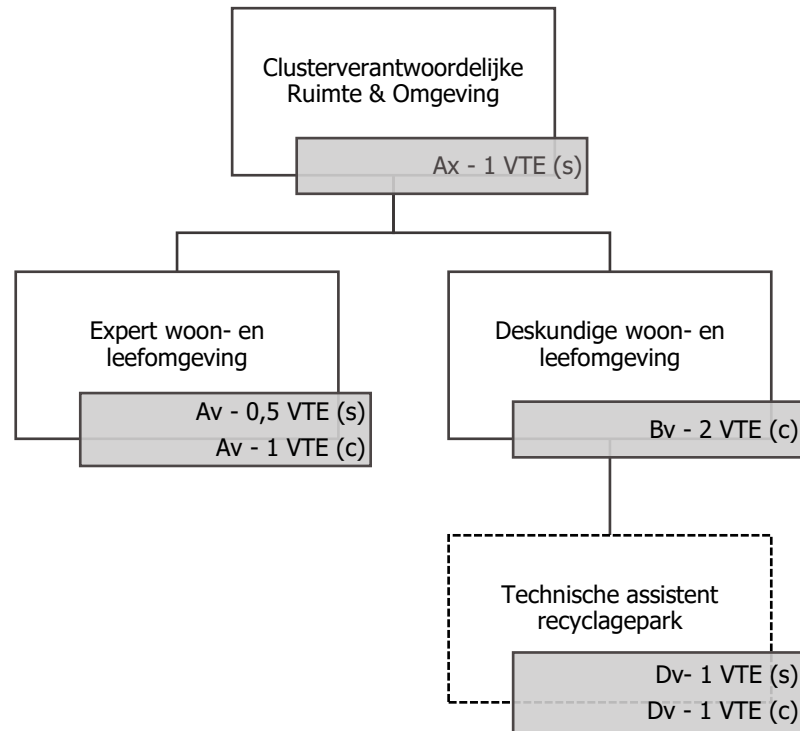 Clusterverantwoordelijke
Ruimte & Omgeving
Ax - 1 VTE (s)
Expert woon- en
leefomgeving
Av - 0,5 VTE (s)
Av - 1 VTE (c)
Deskundige woon- en
leefomgeving
Bv - 2 VTE (c)
Technische assistent
recyclagepark
Dv- 1 VTE (s)
Dv - 1 VTE (c)